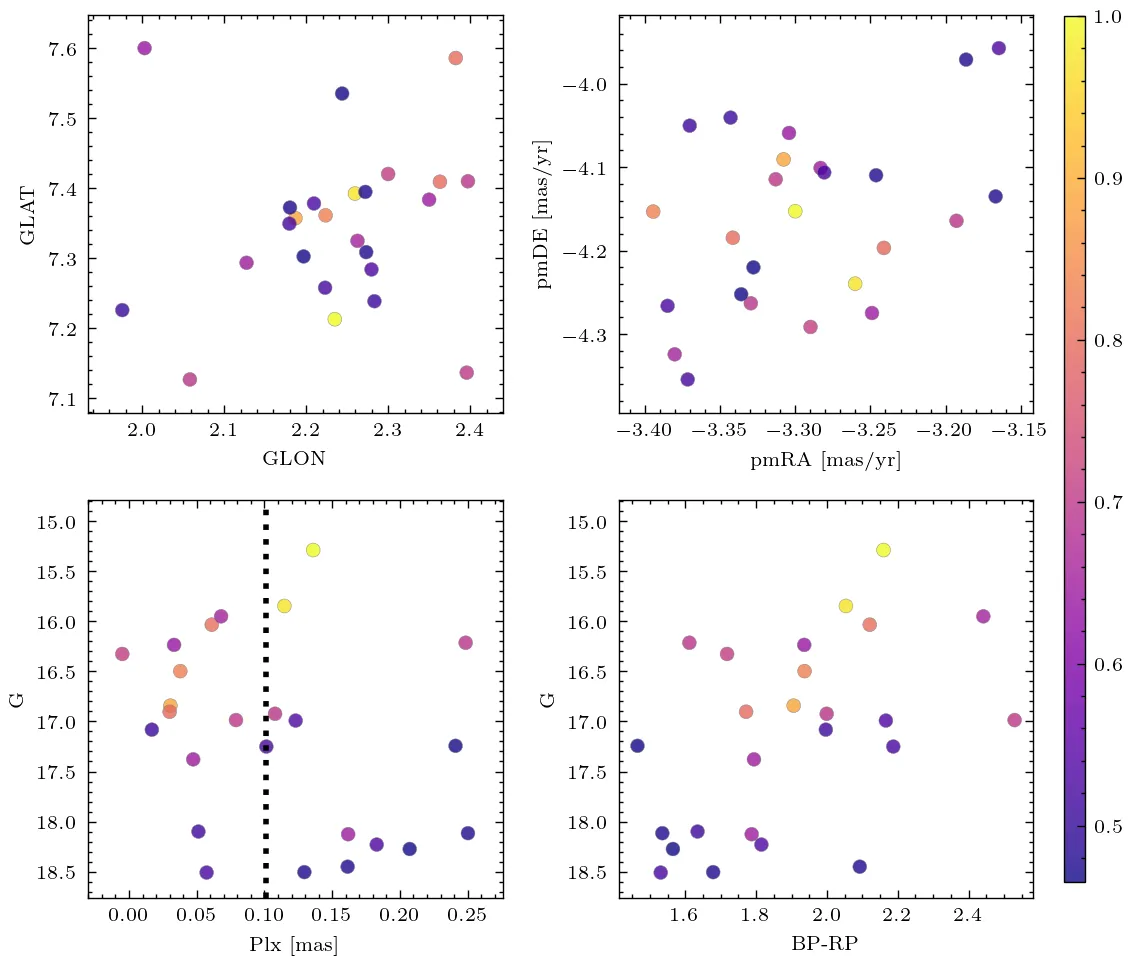 7.6
7.5
7.4
7.3
7.2
7.1
GLAT
2.0 2.1 2.2 2.3 2.4
GLON
−4.0
−4.1
−4.2
−4.3
pmDE [mas/yr]
−3.40 −3.35 −3.30 −3.25 −3.20 −3.15
pmRA [mas/yr]
15.0
15.5
16.0
16.5
17.0
17.5
18.0
18.5
G
0.00 0.05 0.10 0.15 0.20 0.25
Plx [mas]
15.0
15.5
16.0
16.5
17.0
17.5
18.0
18.5
G
1.6 1.8 2.0 2.2 2.4
BP-RP
1.0
0.9
0.8
0.7
0.6
0.5